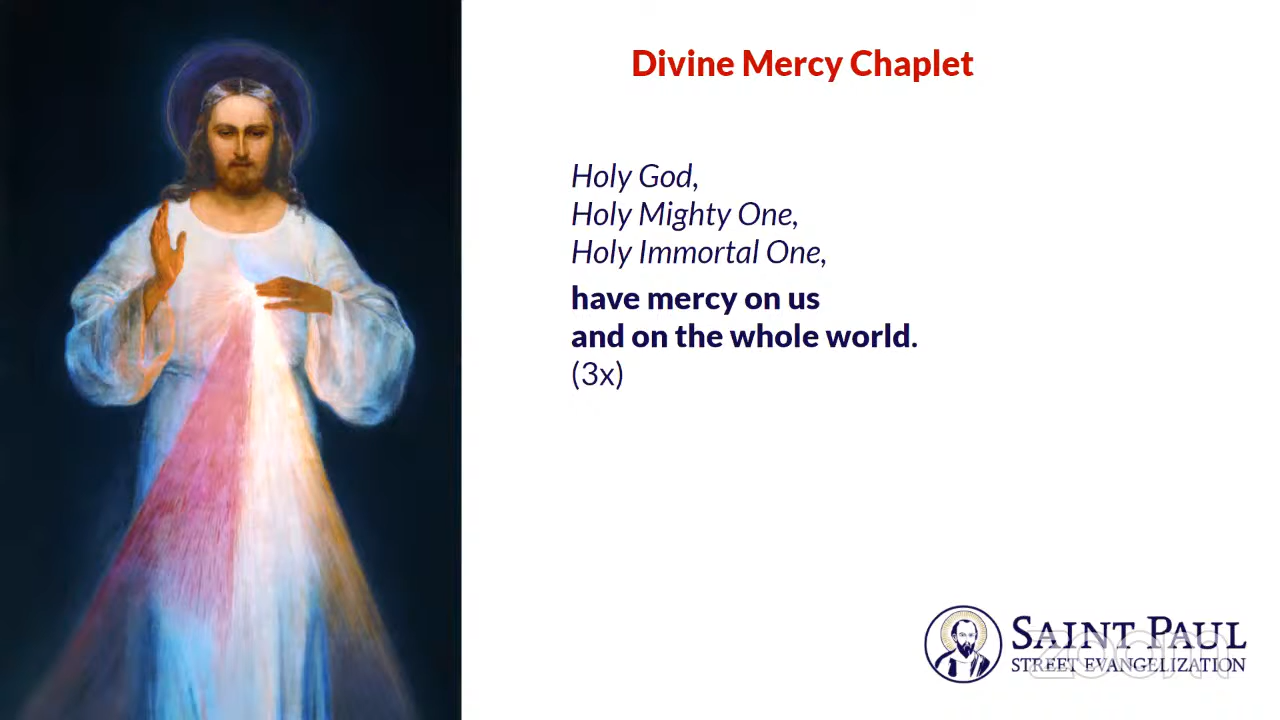 Divine Mercy Chaplet
Holy God,
Holy Mighty One,
Holy Immortal One,
have mercy on us
and on the whole world.
(3x)
SAINT PAUL
STREET EVANGELIZATION
zoom